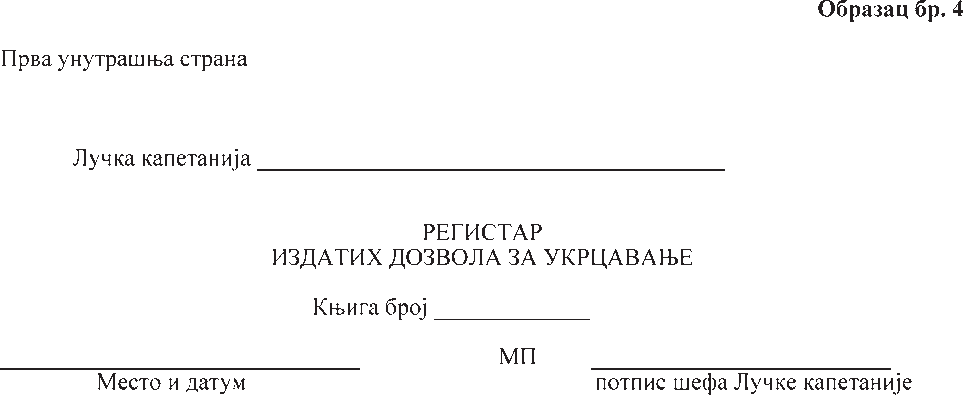 Образац бр. 4
Прва унутрашња страна
Лучка капетанија
РЕГИСТАР
ИЗДАТИХ ДОЗВОЛА ЗА УКРЦАВАЊЕ
Књига број
МП
Место и датум потпис шефа Лучке капетаније